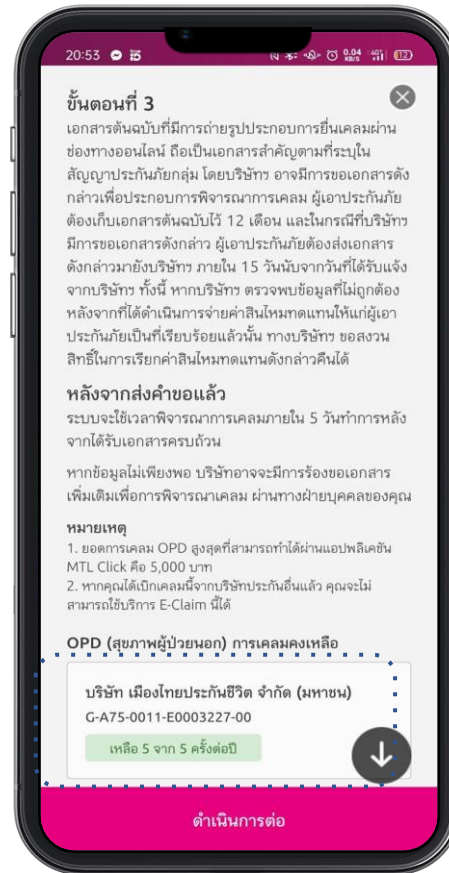 20:53
0.04 KB/S 4G 12
ขั้นตอนที่ 3
เอกสารต้นฉบับที่มีการถ่ายรูปประกอบการยื่นเคลมผ่าน
ช่องทางออนไลน์ ถือเป็นเอกสารสำคัญตามที่ระบุใน
สัญญาประกันภัยกลุ่ม โดยบริษัทฯ อาจมีการขอเอกสารดัง
กล่าวเพื่อประกอบการพิจารณาการเคลม ผู้เอาประกันภัย
ต้องเก็บเอกสารต้นฉบับไว้ 12 เดือน และในกรณีที่บริษัทฯ
มีการขอเอกสารดังกล่าว ผู้เอาประกันภัยต้องส่งเอกสาร
ดังกล่าวมายังบริษัทฯ ภายใน 15 วันนับจากวันที่ได้รับแจ้ง
จากบริษัทฯ ทั้งนี้ หากบริษัทฯ ตรวจพบข้อมูลที่ไม่ถูกต้อง
หลังจากที่ได้ดำเนินการจ่ายค่าสินไหมทดแทนให้แก่ผู้เอา
ประกันภัยเป็นที่เรียบร้อยแล้วนั้น ทางบริษัทฯ ขอสงวน
สิทธิ์ในการเรียกค่าสินไหมทดแทนดังกล่าวคืนได้
หลังจากส่งคำขอแล้ว
ระบบจะใช้เวลาพิจารณาการเคลมภายใน 5 วันทำการหลัง
จากได้รับเอกสารครบถ้วน
หากข้อมูลไม่เพียงพอ บริษัทอาจจะมีการร้องขอเอกสาร
เพิ่มเติมเพื่อการพิจารณาเคลม ผ่านทางฝ่ายบุคคลของคุณ
หมายเหตุ
1. ยอดการเคลม OPD สูงสุดที่สามารถทำได้ผ่านแอปพลิเคชัน
MTL Click คือ 5,000 บาท
2. หากคุณได้เบิกเคลมนี้จากบริษัทประกันอื่นแล้ว คุณจะไม่
สามารถใช้บริการ E-Claim นี้ได้
OPD (สุขภาพผู้ป่วยนอก) การเคลมคงเหลือ
บริษัท เมืองไทยประกันชีวิต จำกัด (มหาชน)
G-A75-0011-E0003227-00
เหลือ 5 จาก 5 ครั้งต่อปี
ดำเนินการต่อ